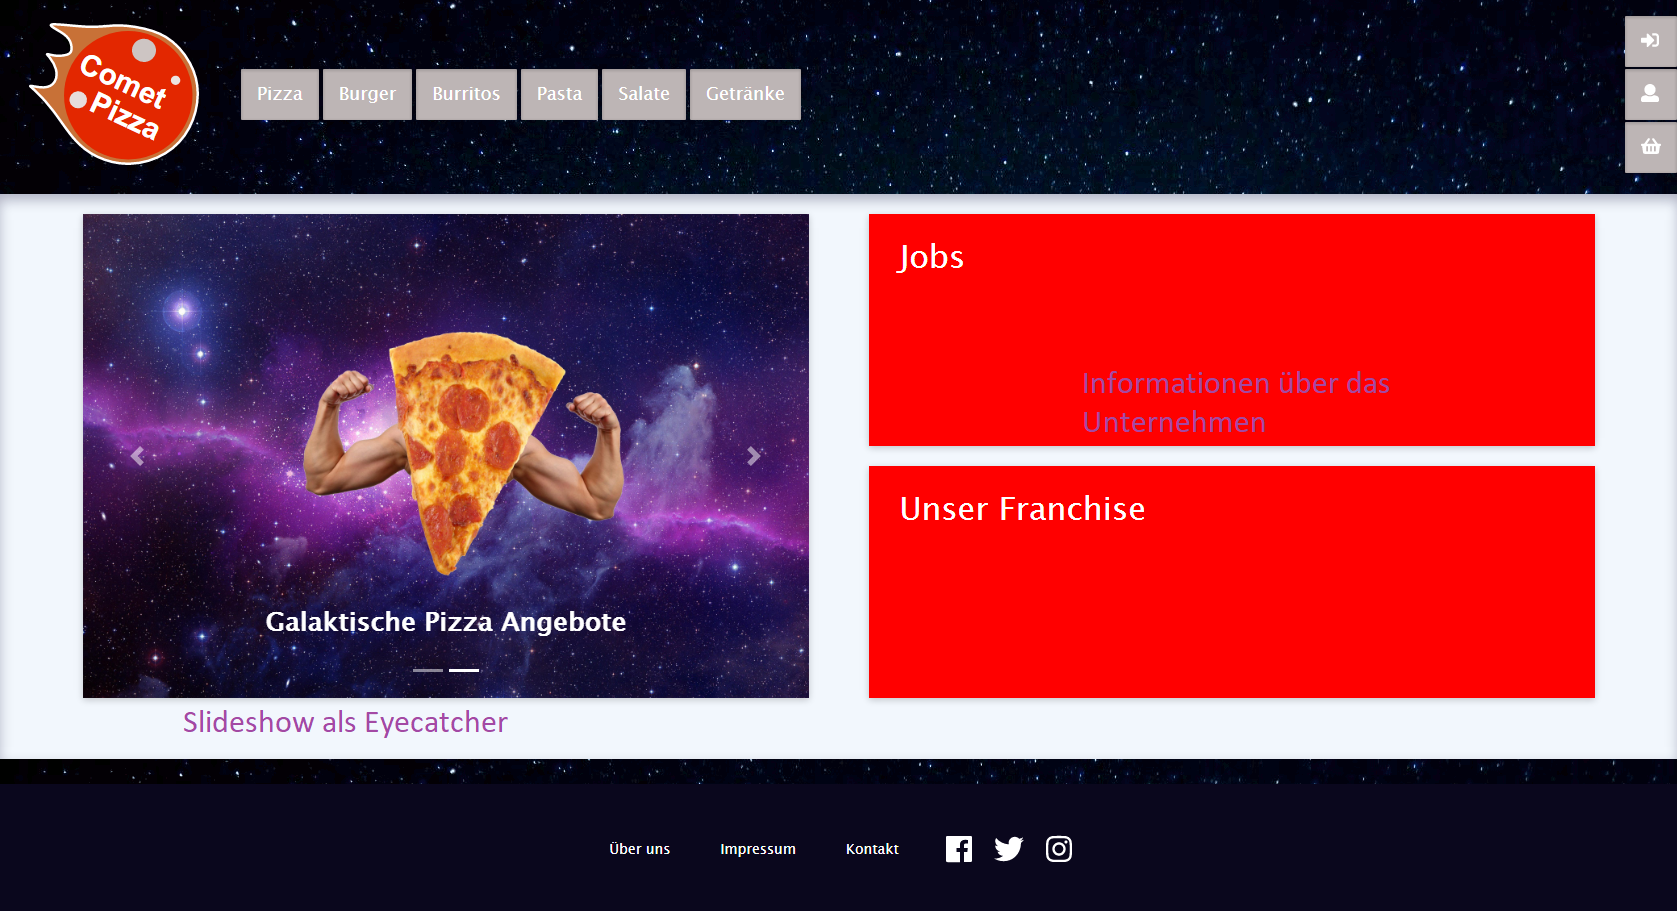 Comet
Pizza
Pizza
Burger
Burritos
Pasta
Salate
Getränke
Galaktische Pizza Angebote
Slideshow als Eyecatcher
Jobs
Informationen über das
Unternehmen
Unser Franchise
Über uns
Impressum
Kontakt